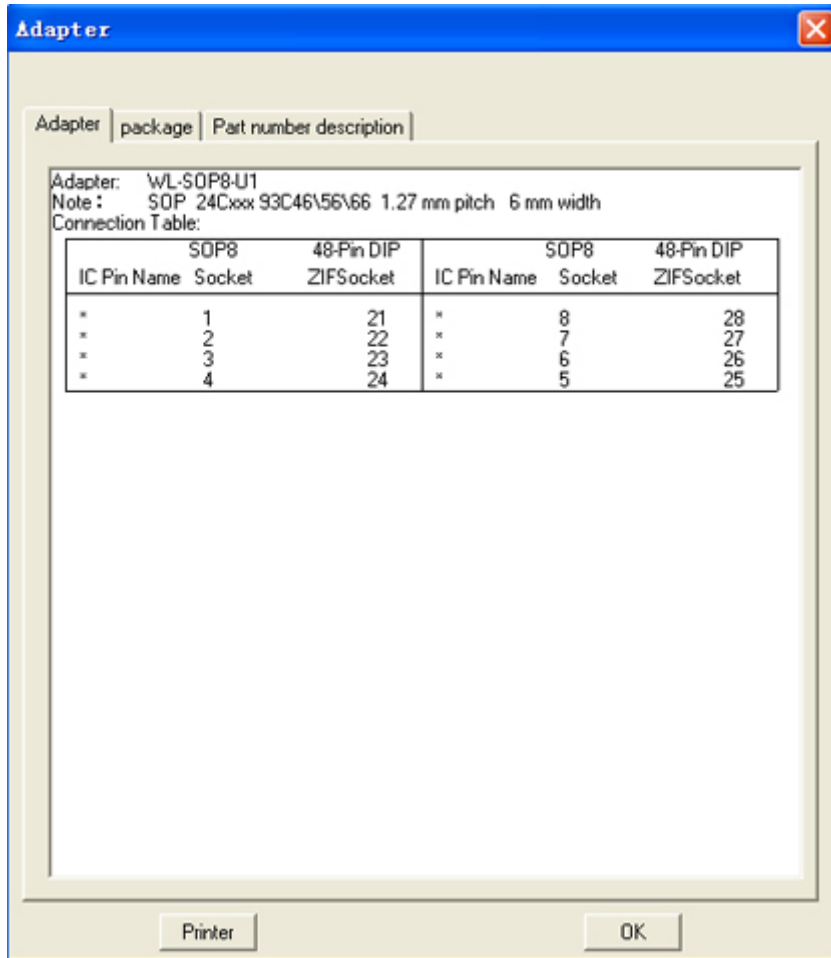 Adapter
Adapter package Part number description
Adapter: WL-SOP8-U1
Note: SOP 24Cxxx 93C46\56\66 1.27 mm pitch 6 mm width
Connection Table:
SOP8 48-Pin DIP SOP8 48-Pin DIP
IC Pin Name Socket ZIFSocket IC Pin Name Socket ZIFSocket
* 1 21 * 8 28
* 2 22 * 7 27
* 3 23 * 6 26
* 4 24 * 5 25
Printer OK